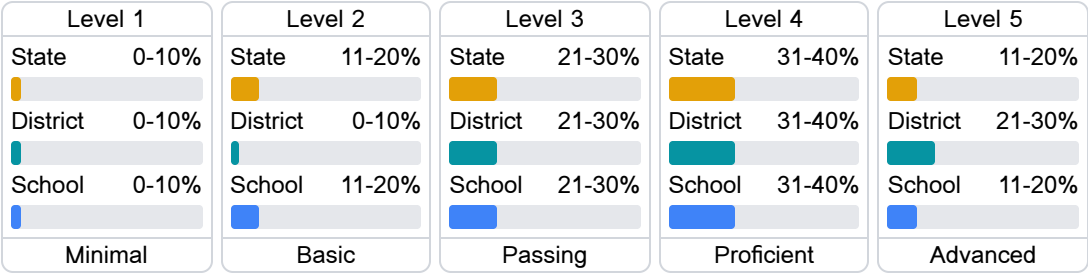 Level 1
State 0-10%
District 0-10%
School 0-10%
Minimal
Level 2
State 11-20%
District 0-10%
School 11-20%
Basic
Level 3
State 21-30%
District 21-30%
School 21-30%
Passing
Level 4
State 31-40%
District 31-40%
School 31-40%
Proficient
Level 5
State 11-20%
District 21-30%
School 11-20%
Advanced